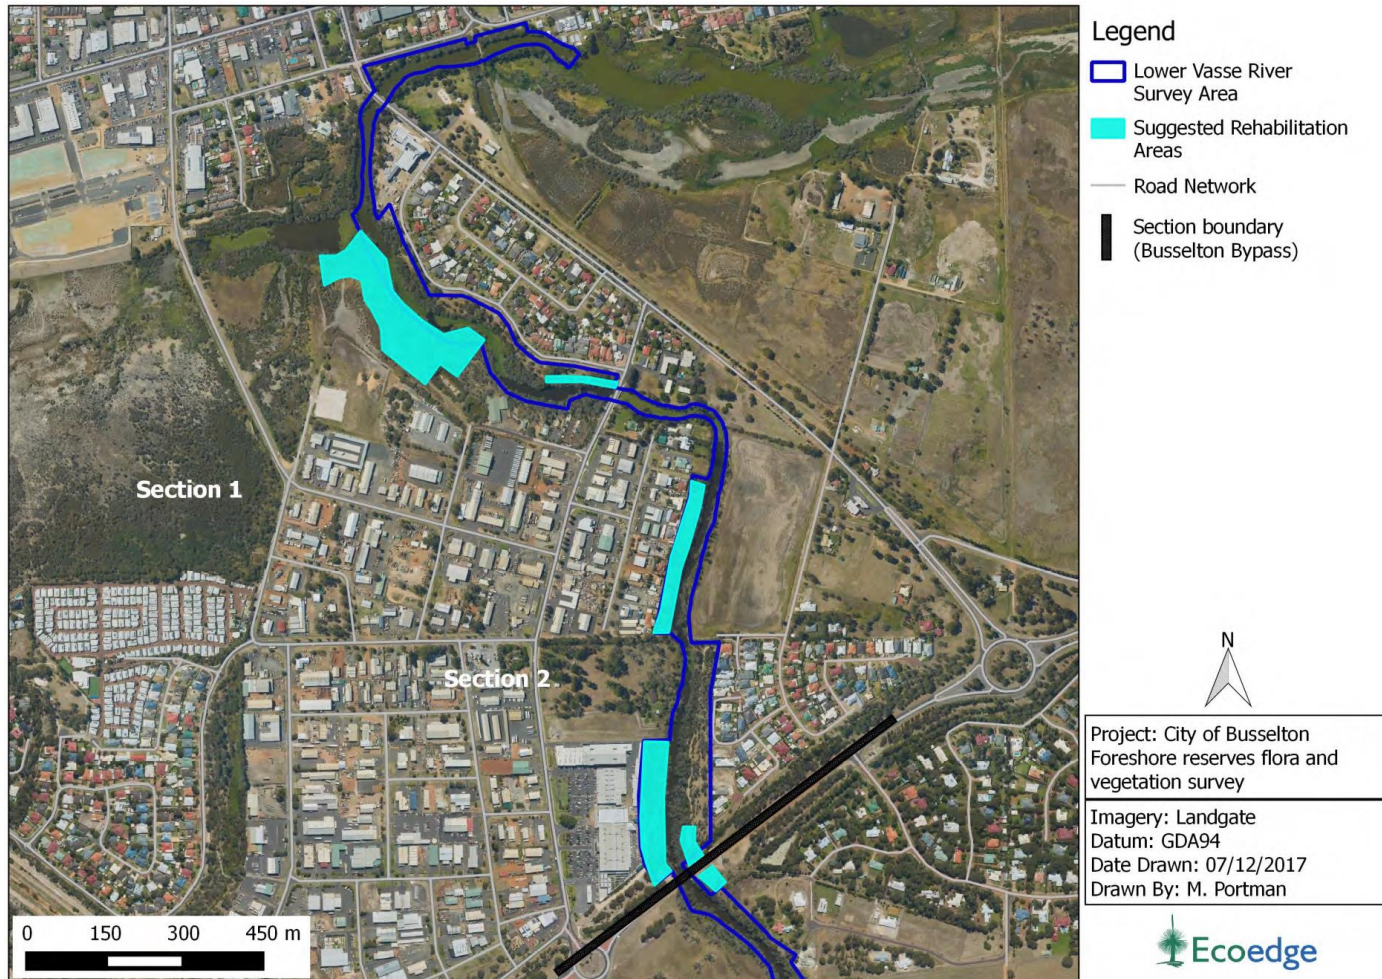 Legend
Lower Vasse River
Survey Area
Suggested Rehabilitation
Areas
Road Network
Section boundary
(Busselton Bypass)
Section 1
Section 2
N
Project: City of Busselton
Foreshore reserves flora and
vegetation survey
Imagery: Landgate
Datum: GDA94
Date Drawn: 07/12/2017
Drawn By: M. Portman
0 150 300 450 m
Ecoedge